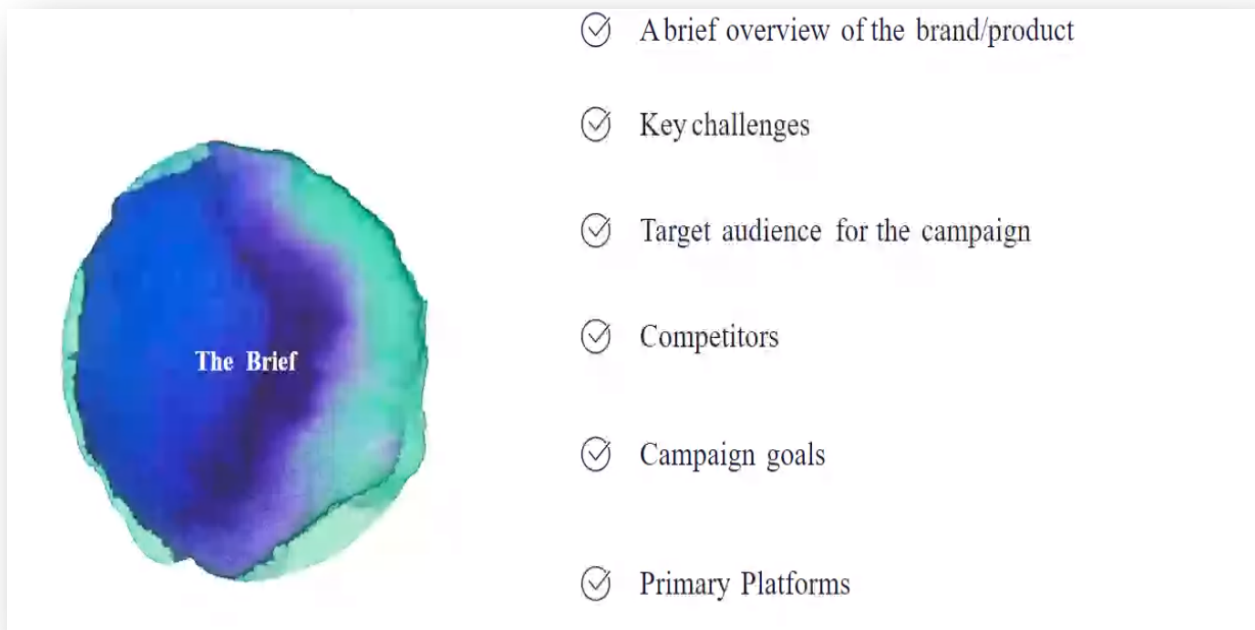 A brief overview of the brand/product
Key challenges
Target audience for the campaign
Competitors
The Brief
Campaign goals
Primary Platforms